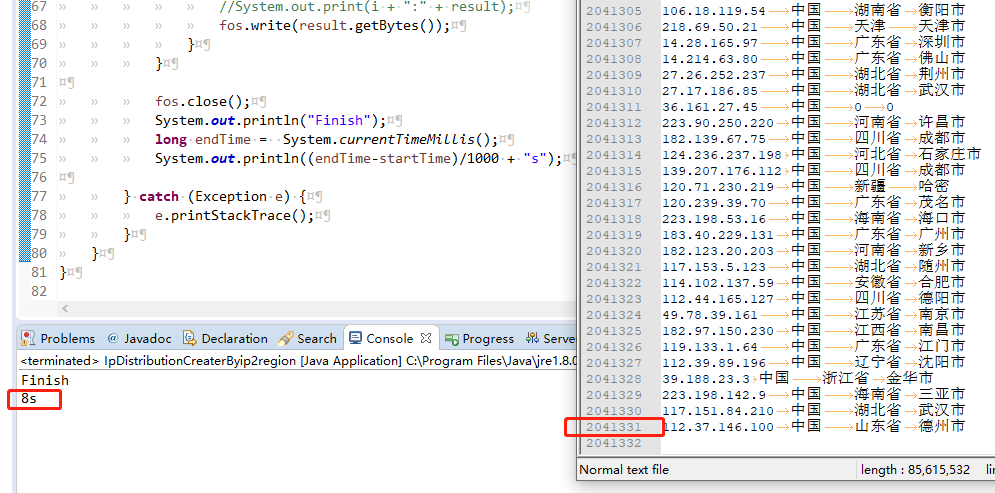 67 » » » » //System.out.print(i + ":" + result);¤¶
68 » » » » fos.write(result.getBytes());¤¶
69 » » » }¤¶
70 » » }¤¶
71 ¤¶
72 » » » fos.close();¤¶
73 » » » System.out.println("Finish");¤¶
74 » » » long endTime = System.currentTimeMillis();¤¶
75 » » » System.out.println((endTime-startTime)/1000 + "s");¤¶
76 ¤¶
77 » » } catch (Exception e) {¤¶
78 » » » e.printStackTrace();¤¶
79 » » }¤¶
80 » }¤¶
81 }¤¶
82
Problems @ Javadoc Declaration Search Console Progress Serve
<terminated> IpDistributionCreaterByip2region [Java Application] C:\Program Files\Java\jre1.8.0
Finish
8s
2041305 106.18.119.54→中国→湖南省→衡阳市
2041306 218.69.50.21→中国→天津→天津市
2041307 14.28.165.97→中国→广东省→深圳市
2041308 14.214.63.80→中国→广东省→佛山市
2041309 27.26.252.237→中国→湖北省→荆州市
2041310 27.17.186.85→中国→湖北省→武汉市
2041311 36.161.27.45→中国→0→0
2041312 223.90.250.220→中国→河南省→许昌市
2041313 182.139.67.75→中国→四川省→成都市
2041314 124.236.237.198→中国→河北省→石家庄市
2041315 139.207.176.112→中国→四川省→成都市
2041316 120.71.230.219→中国→新疆→哈密
2041317 120.239.39.70→中国→广东省→茂名市
2041318 223.198.53.16→中国→海南省→海口市
2041319 183.40.229.131→中国→广东省→广州市
2041320 182.123.20.203→中国→河南省→新乡市
2041321 117.153.5.123→中国→湖北省→随州市
2041322 114.102.137.59→中国→安徽省→合肥市
2041323 112.44.165.127→中国→四川省→德阳市
2041324 49.78.39.161→中国→江苏省→南京市
2041325 182.97.150.230→中国→江西省→南昌市
2041326 119.133.1.64→中国→广东省→江门市
2041327 112.39.89.196→中国→辽宁省→沈阳市
2041328 39.188.23.3→中国→浙江省→金华市
2041329 223.198.142.9→中国→海南省→三亚市
2041330 117.151.84.210→中国→湖北省→武汉市
2041331 112.37.146.100→中国→山东省→德州市
2041332
Normal text file length : 85,615,532 lin